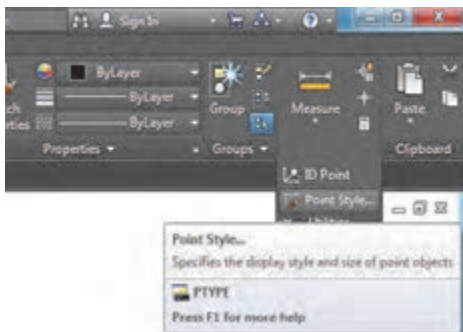 Sign In
ByLayer
ByLayer
ByLayer
Group
Measure
Paste
Properties
Groups
Clipboard
ID Point
Point Style...
Utilities
Point Style...
Specifies the display style and size of point objects
PTYPE
Press F1 for more help